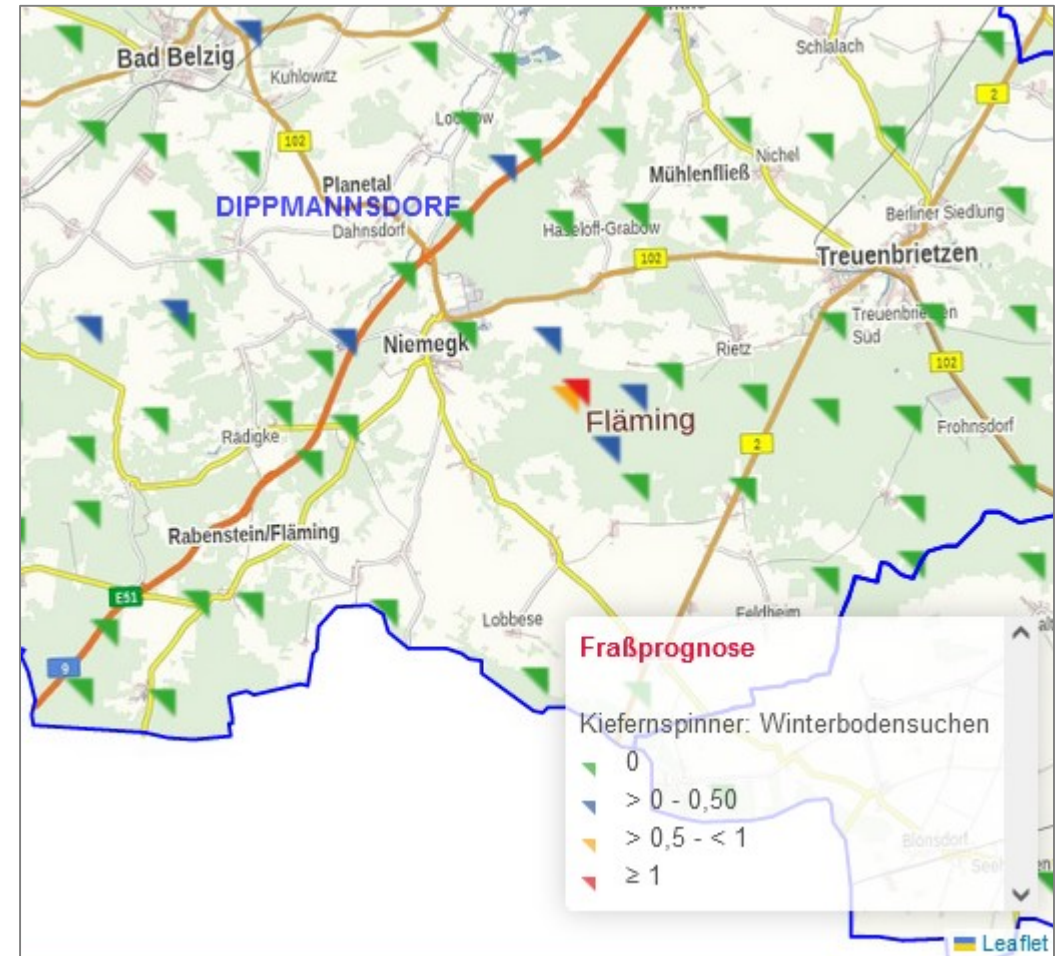 Bad Belzig
Kuhlowitz
Schlalach
2
102
Nichel
Mühlenfließ
Planetal
DIPPMANNSDORF
Dahnsdorf
Haseloff-Grabow
Berliner Siedlung
102
Treuenbrietzen
Treuenbrietzen
Süd
Niemegk
Rietz
102
Fläming
Rädigke
2
Frohnsdorf
Rabenstein/Fläming
E51
Lobbese
Feldheim
9
Fraßprognose
Kiefernspinner: Winterbodensuchen
0
> 0 - 0,50
> 0,5 - < 1
≥ 1
Blönsdorf
Leaflet